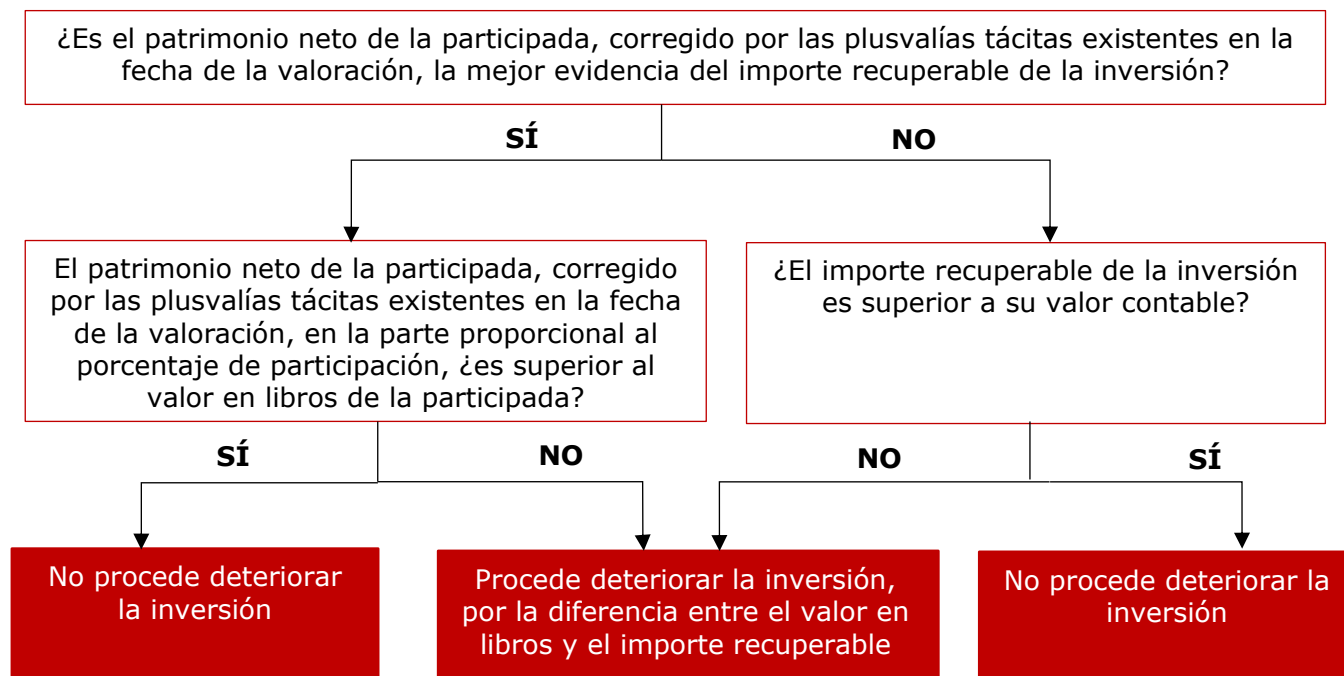 ¿Es el patrimonio neto de la participada, corregido por las plusvalías tácitas existentes en la
fecha de la valoración, la mejor evidencia del importe recuperable de la inversión?
SÍ
NO
El patrimonio neto de la participada, corregido
por las plusvalías tácitas existentes en la fecha
de la valoración, en la parte proporcional al
porcentaje de participación, ¿es superior al
valor en libros de la participada?
¿El importe recuperable de la inversión
es superior a su valor contable?
SÍ
NO
NO
SÍ
No procede deteriorar
la inversión
Procede deteriorar la inversión,
por la diferencia entre el valor en
libros y el importe recuperable
No procede deteriorar la
inversión